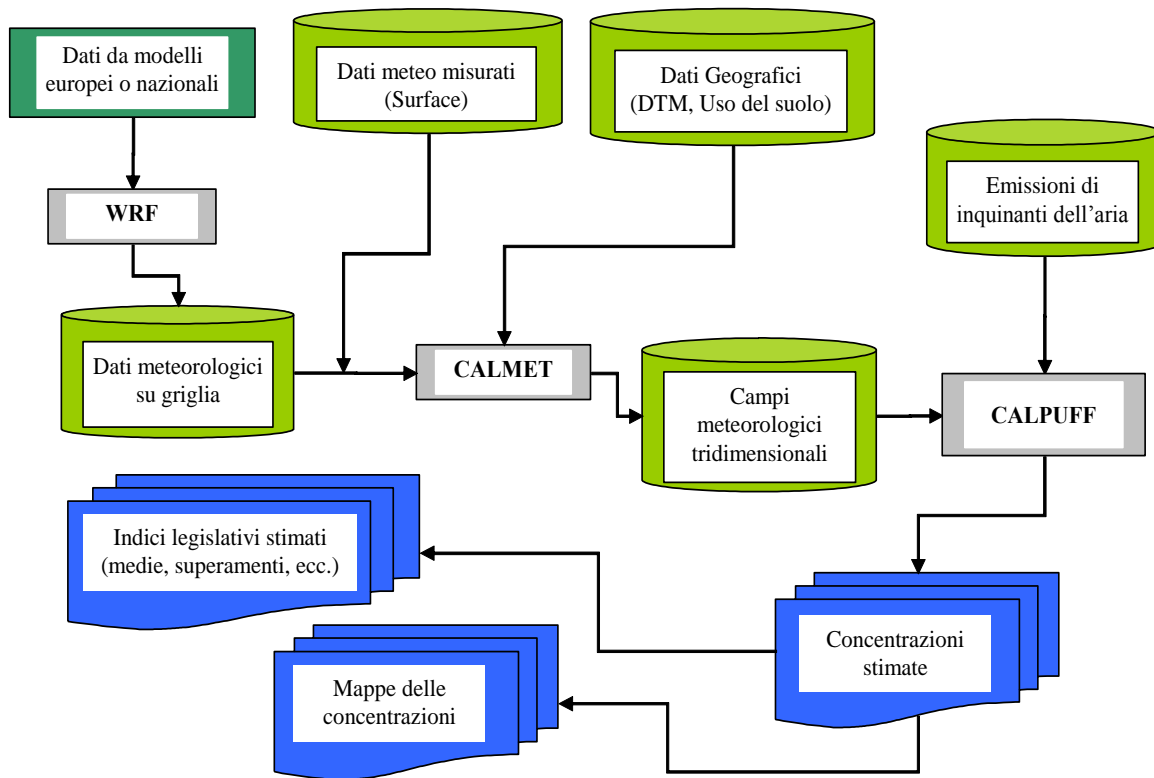 Dati da modelli
europei o nazionali
Dati meteo misurati
(Surface)
Dati Geografici
(DTM, Uso del suolo)
Emissioni di
inquinanti dell’aria
WRF
Dati meteorologici
su griglia
CALMET
Campi
meteorologici
tridimensionali
CALPUFF
Indici legislativi stimati
(medie, superamenti, ecc.)
Concentrazioni
stimate
Mappe delle
concentrazioni